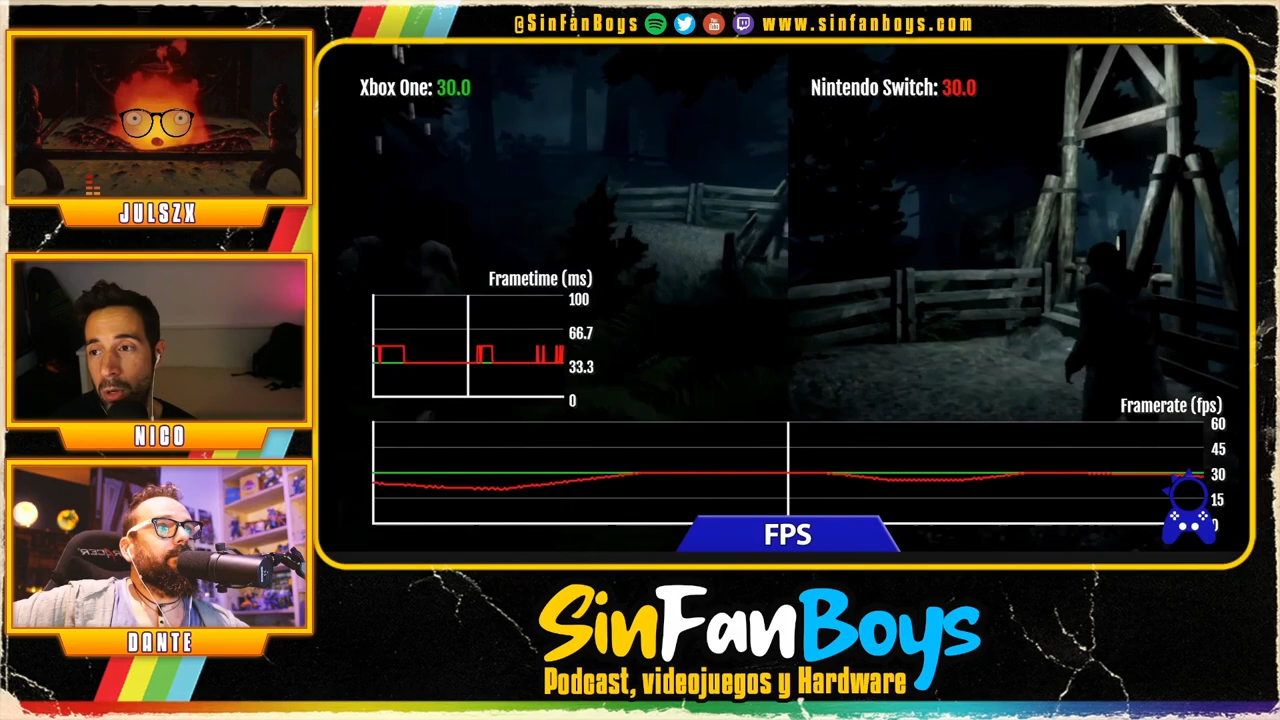 @SinFanBoys www.sinfanboys.com
JULSZX
NICO
DANTE
Xbox One: 30.0
Nintendo Switch: 30.0
Frametime (ms)
100
66.7
33.3
0
Framerate (fps)
60
45
30
15
0
FPS
SinFanBoys
Podcast, videojuegos y Hardware